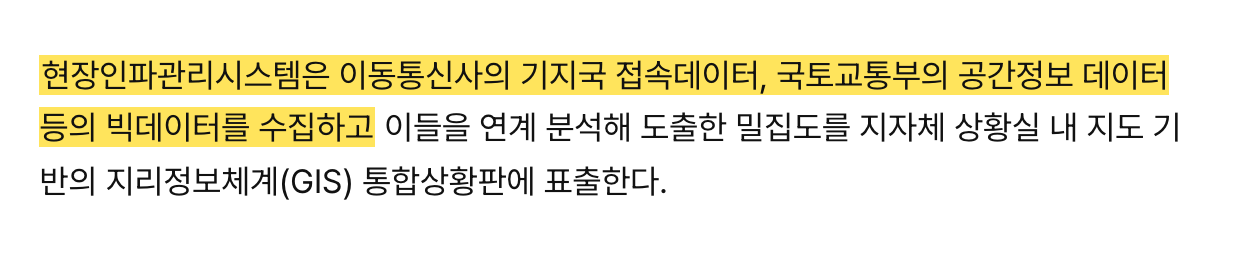 현장인파관리시스템은 이동통신사의 기지국 접속데이터, 국토교통부의 공간정보 데이터
등의 빅데이터를 수집하고 이들을 연계 분석해 도출한 밀집도를 지자체 상황실 내 지도 기
반의 지리정보체계(GIS) 통합상황판에 표출한다.